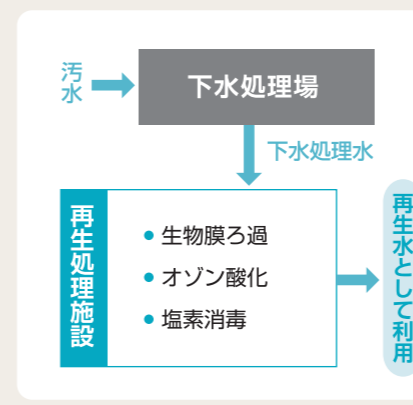 汚水
下水処理場
下水処理水
再生処理施設
• 生物膜ろ過
• オゾン酸化
• 塩素消毒
再生水として利用